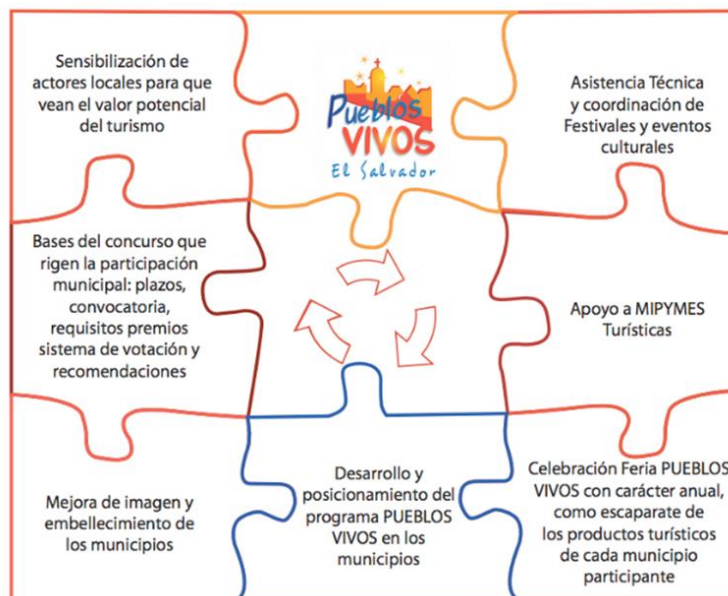 Sensibilización de
actores locales para que
vean el valor potencial
del turismo
Pueblos
VIVOS
El Salvador
Asistencia Técnica
y coordinación de
Festivales y eventos
culturales
Bases del concurso que
rigen la participación
municipal: plazos,
convocatoria,
requisitos premios
sistema de votación y
recomendaciones
Apoyo a MIPYMES
Turísticas
Mejora de imagen y
embellecimiento de
los municipios
Desarrollo y
posicionamiento del
programa PUEBLOS
VIVOS en los
municipios
Celebración Feria PUEBLOS
VIVOS con carácter anual,
como escaparate de
los productos turísticos
de cada municipio
participante